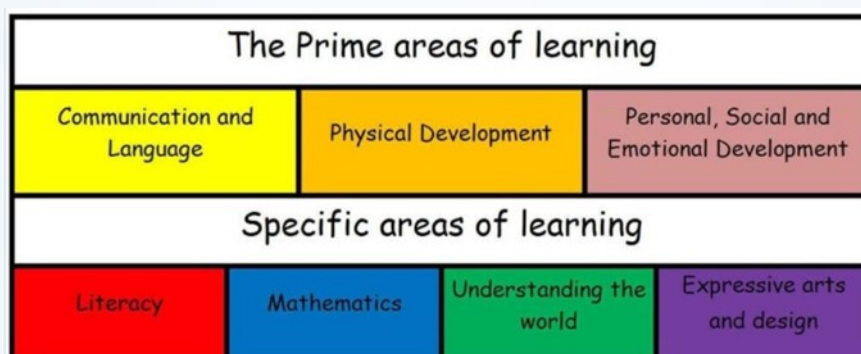 The Prime areas of learning
Communication and
Language
Physical Development
Personal, Social and
Emotional Development
Specific areas of learning
Literacy
Mathematics
Understanding the
world
Expressive arts
and design